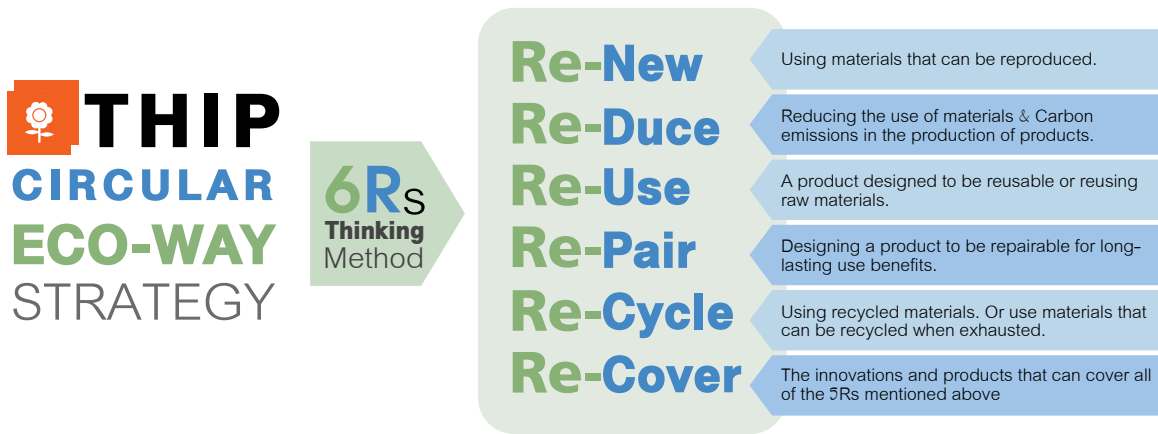 THIP
CIRCULAR
ECO-WAY
STRATEGY
6Rs
Thinking
Method
Re-New
Using materials that can be reproduced.
Re-Duce
Reducing the use of materials & Carbon
emissions in the production of products.
Re-Use
A product designed to be reusable or reusing
raw materials.
Re-Pair
Designing a product to be repairable for long-
lasting use benefits.
Re-Cycle
Using recycled materials. Or use materials that
can be recycled when exhausted.
Re-Cover
The innovations and products that can cover all
of the 5Rs mentioned above